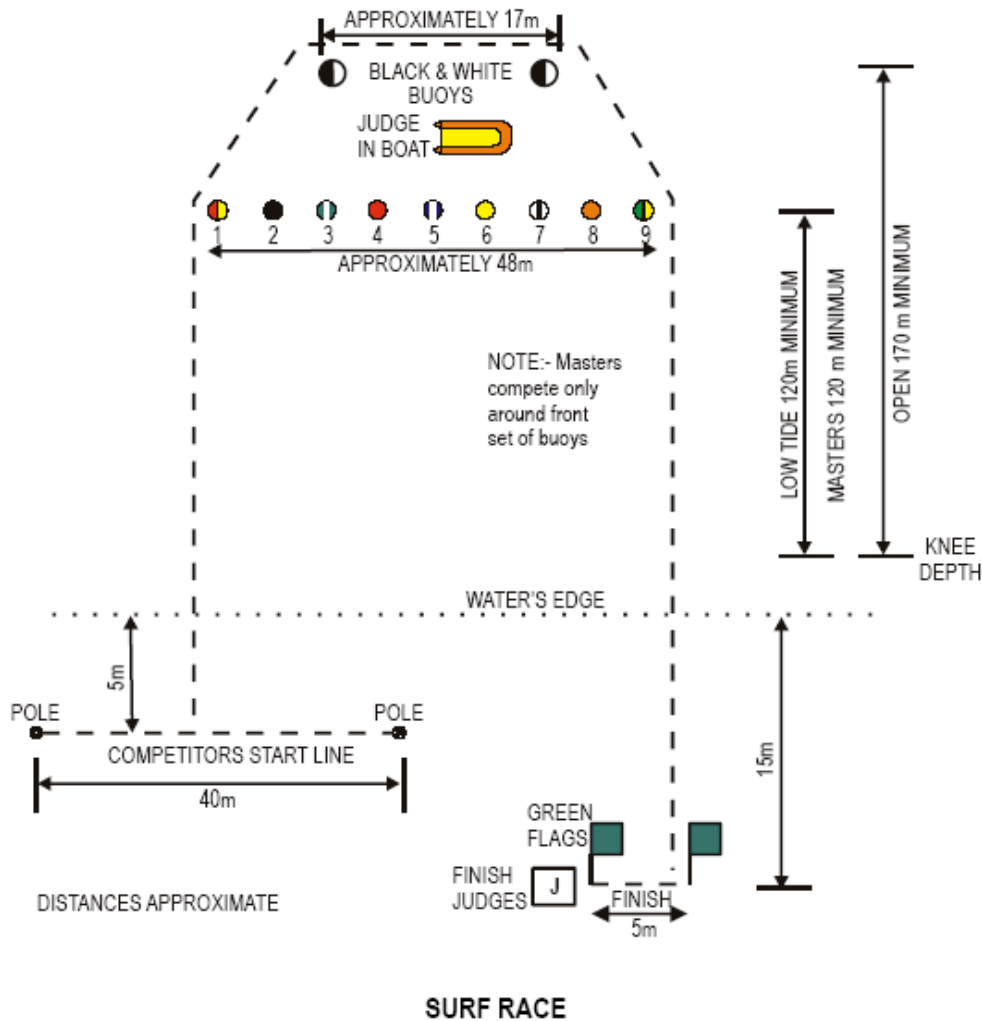 APPROXIMATELY 17m
BLACK & WHITE
BUOYS
JUDGE
IN BOAT
1 2 3 4 5 6 7 8 9
APPROXIMATELY 48m
NOTE:- Masters
compete only
around front
set of buoys
LOW TIDE 120m MINIMUM
MASTERS 120 m MINIMUM
OPEN 170 m MINIMUM
KNEE
DEPTH
WATER'S EDGE
5m
POLE
POLE
COMPETITORS START LINE
40m
15m
GREEN
FLAGS
FINISH
JUDGES
J
FINISH
5m
DISTANCES APPROXIMATE
SURF RACE